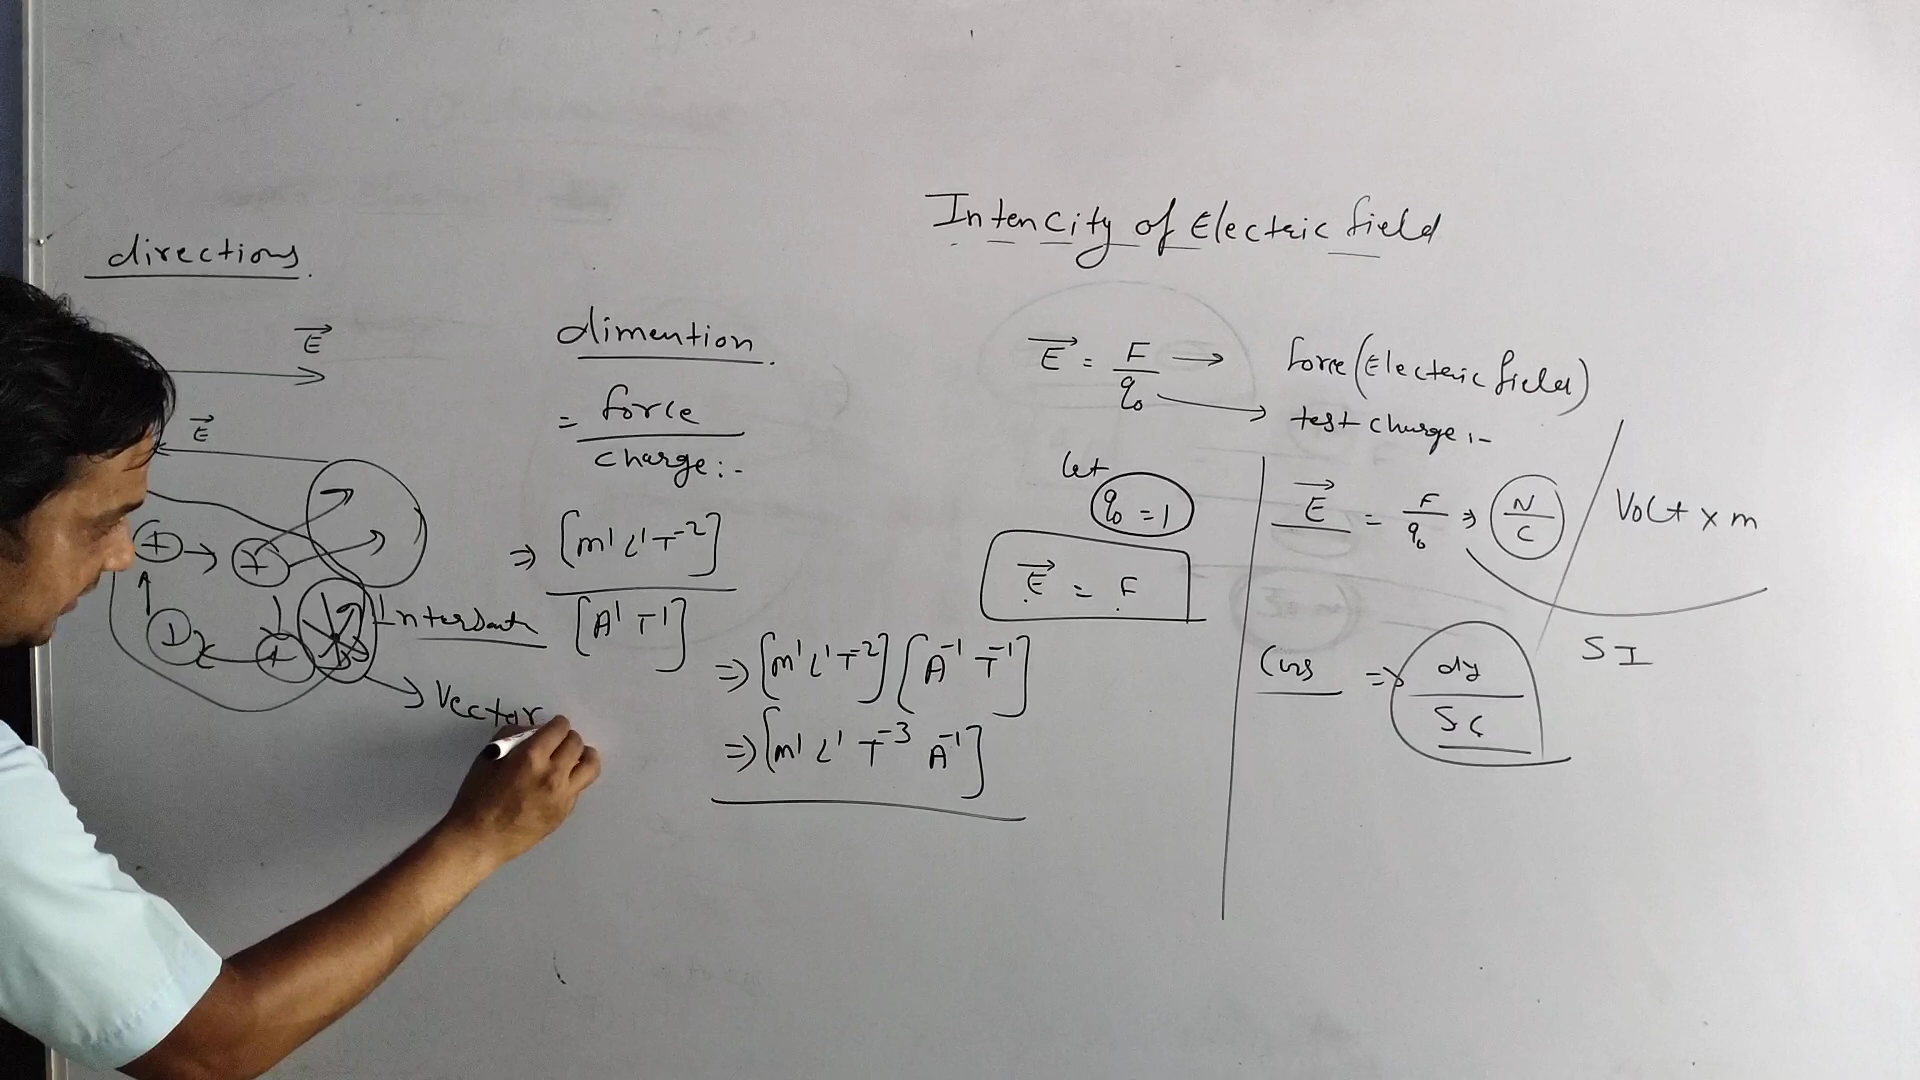 Intencity of Electric field
directions.
E
E
+ → +
Vector
dimention.
= force
charge:-
⇒ [m¹ L¹ T⁻²]
[A¹ T¹]
⇒ [m¹ L¹ T⁻²] [A⁻¹ T⁻¹]
⇒ [m¹ L¹ T⁻³ A⁻¹]
E = F → force (Electric field)
q₀ → test charge:-
let
q₀ = 1
E = F
E = F ⇒ N
q₀ C
Volt x m
SI
⇒ dy
SC